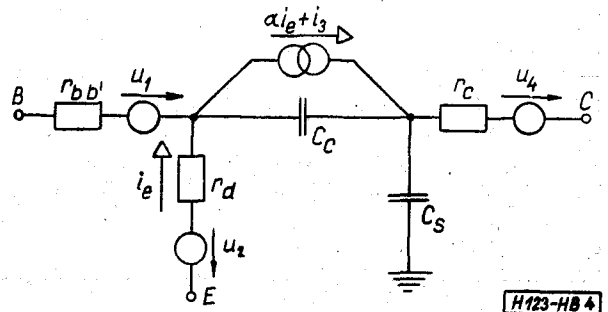 αi_e+i_3
B
r_bb'
u_1
r_c
u_4
C
C_c
i_e
r_d
C_s
u_2
E
H123-HB4